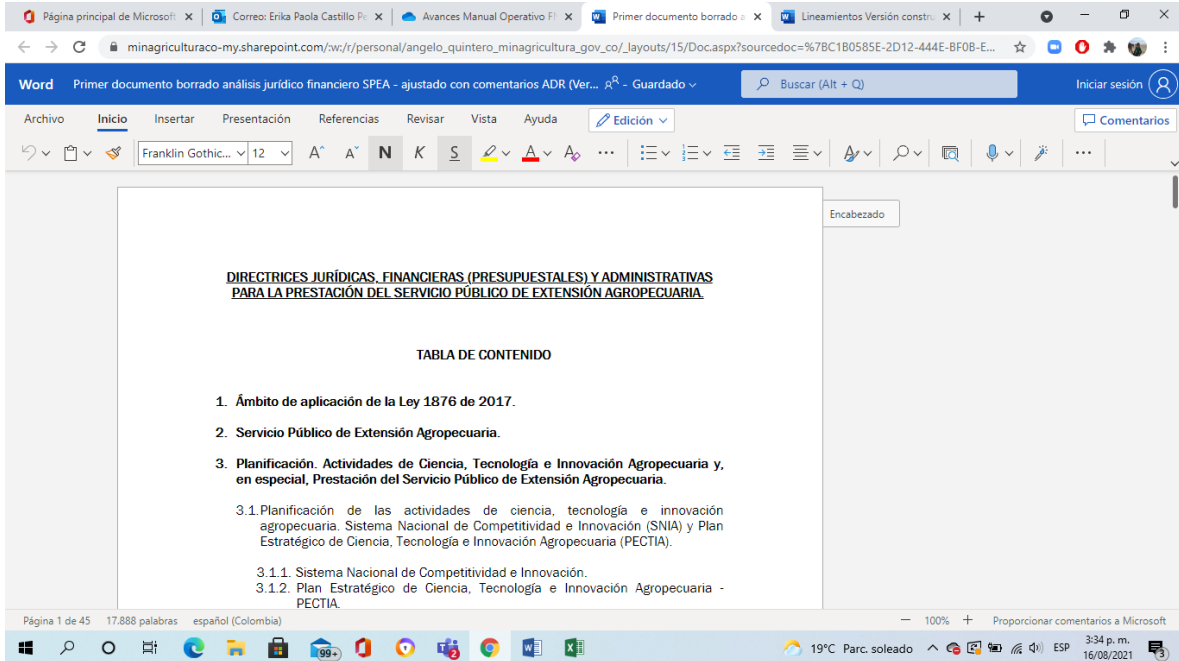 Página principal de Microsoft
Correo: Erika Paola Castillo Pe
Avances Manual Operativo F
Primer documento borrado a
Lineamientos Versión constru
minagriculturaco-my.sharepoint.com/:w:/r/personal/angelo_quintero_minagricultura_gov_co/_layouts/15/Doc.aspx?sourcedoc=%7BC1B0585E-2D12-444E-BF0B-E...
Word Primer documento borrado análisis jurídico financiero SPEA - ajustado con comentarios ADR (Ver... - Guardado
Buscar (Alt + Q)
Iniciar sesión
Archivo Inicio Insertar Presentación Referencias Revisar Vista Ayuda Edición Comentarios
Franklin Gothic... 12 A A N K S A A ...
Encabezado
DIRECTRICES JURÍDICAS, FINANCIERAS (PRESUPUESTALES) Y ADMINISTRATIVAS
PARA LA PRESTACIÓN DEL SERVICIO PÚBLICO DE EXTENSIÓN AGROPECUARIA.
TABLA DE CONTENIDO
1. Ámbito de aplicación de la Ley 1876 de 2017.
2. Servicio Público de Extensión Agropecuaria.
3. Planificación. Actividades de Ciencia, Tecnología e Innovación Agropecuaria y,
en especial, Prestación del Servicio Público de Extensión Agropecuaria.
3.1.Planificación de las actividades de ciencia, tecnología e innovación
agropecuaria. Sistema Nacional de Competitividad e Innovación (SNIA) y Plan
Estratégico de Ciencia, Tecnología e Innovación Agropecuaria (PECTIA).
3.1.1. Sistema Nacional de Competitividad e Innovación.
3.1.2. Plan Estratégico de Ciencia, Tecnología e Innovación Agropecuaria -
PECTIA.
Página 1 de 45 17.888 palabras español (Colombia) 100% Proporcionar comentarios a Microsoft
99+
2
19°C Parc. soleado
ESP
3:34 p. m.
16/08/2021
3